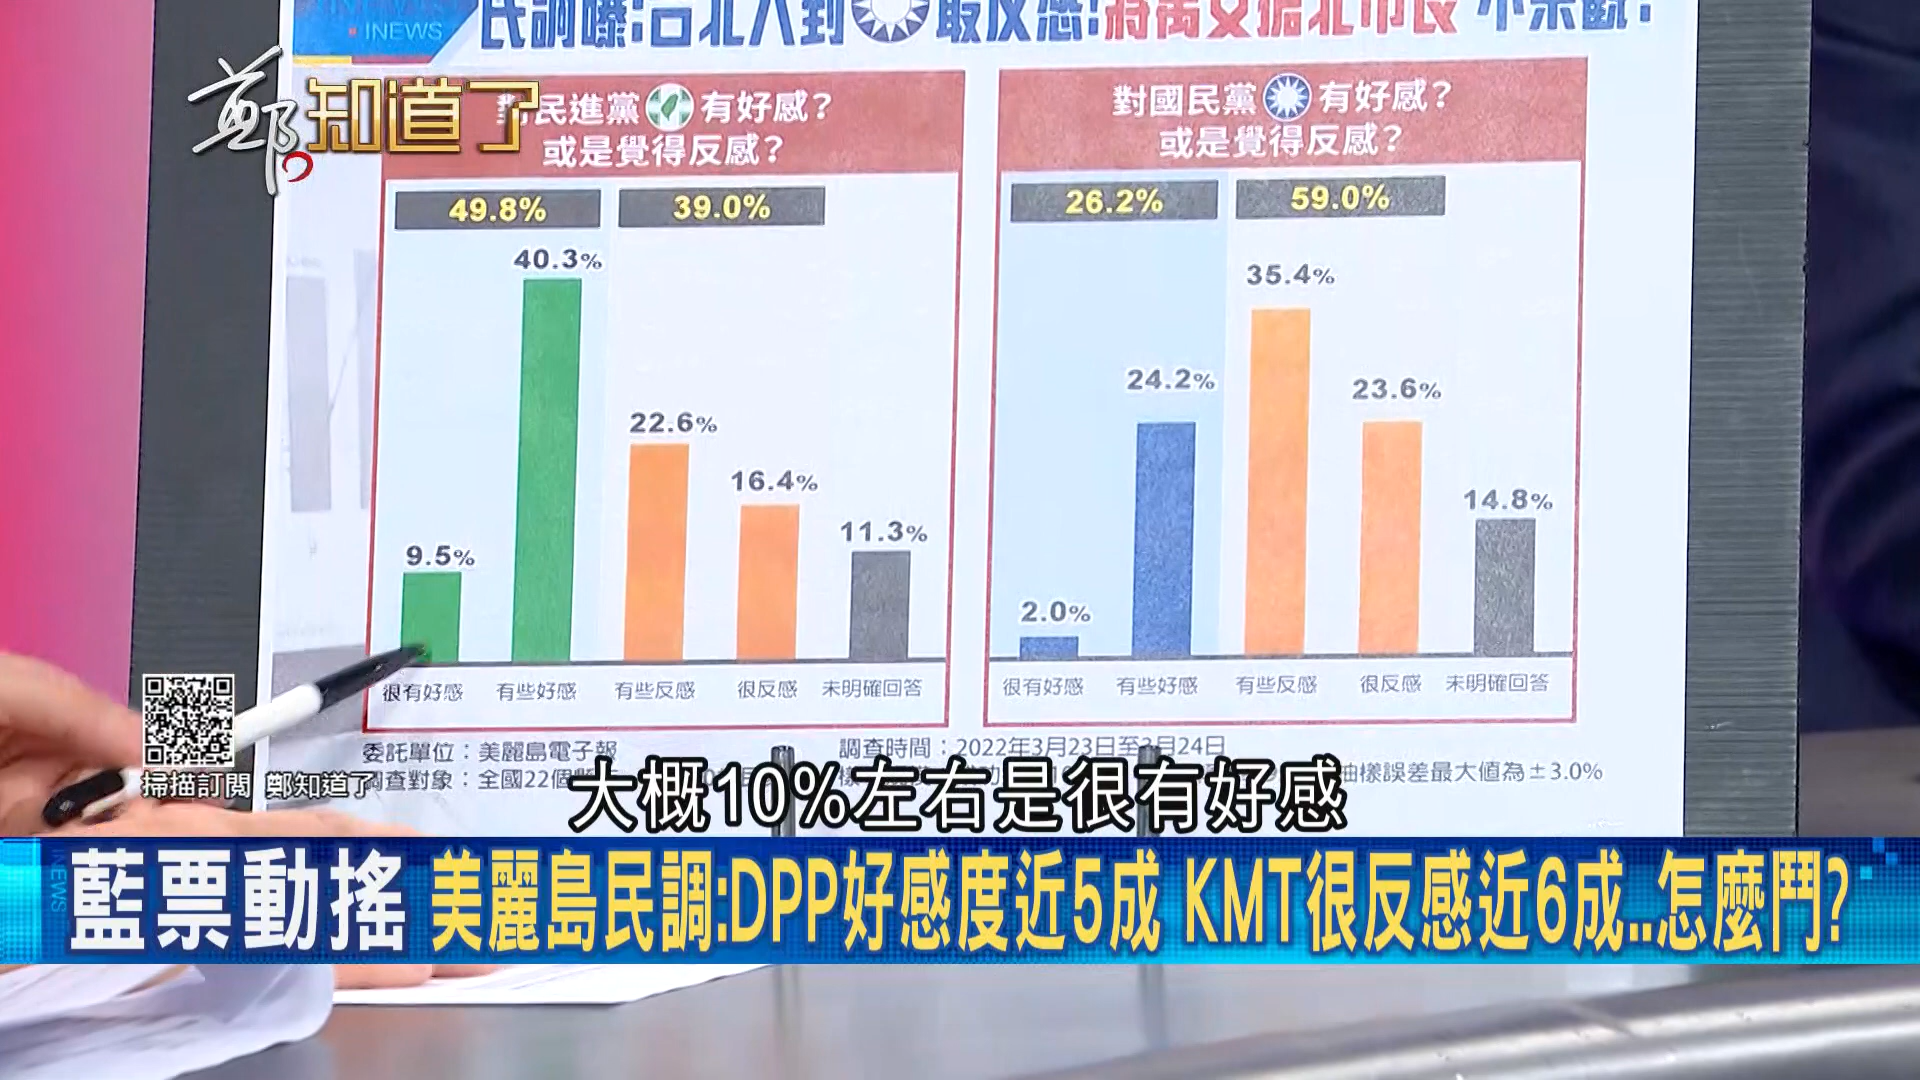 INEWS
民調曝:台北人對 最反感!蔣萬安拚北市長 不樂觀!
鄭知道了
對民進黨 有好感?
或是覺得反感?
49.8% 39.0%
9.5%
40.3%
22.6%
16.4%
11.3%
很有好感 有些好感 有些反感 很反感 未明確回答
對國民黨 有好感?
或是覺得反感?
26.2% 59.0%
2.0%
24.2%
35.4%
23.6%
14.8%
很有好感 有些好感 有些反感 很反感 未明確回答
委託單位：美麗島電子報
調查時間：2022年3月23日至3月24日
調查對象：全國22個縣
抽樣誤差最大值為±3.0%
掃描訂閱 鄭知道了
大概10%左右是很有好感
INEWS
藍票動搖 美麗島民調:DPP好感度近5成 KMT很反感近6成..怎麼鬥?